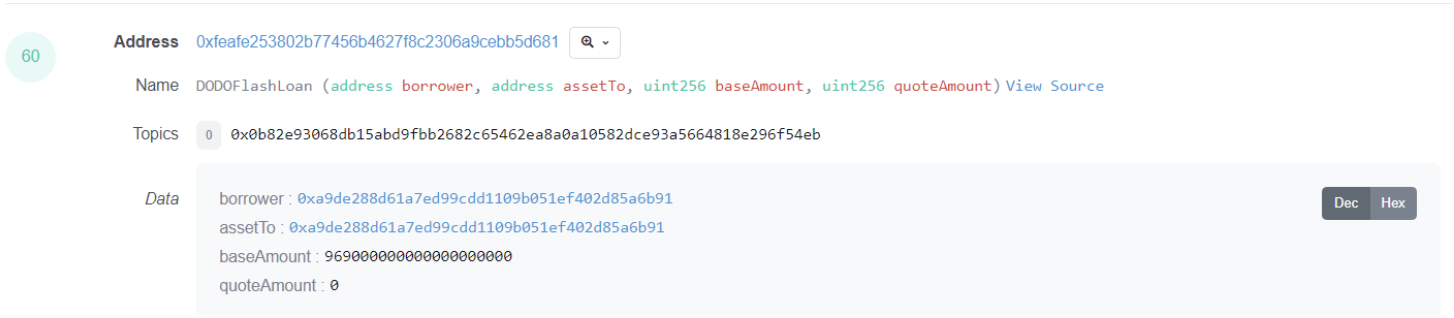 60
Address 0xfeafe253802b77456b4627f8c2306a9cebb5d681
Name DODOFlashLoan (address borrower, address assetTo, uint256 baseAmount, uint256 quoteAmount) View Source
Topics 0 0x0b82e93068db15abd9fbb2682c65462ea8a0a10582dce93a5664818e296f54eb
Data borrower : 0xa9de288d61a7ed99cdd1109b051ef402d85a6b91
Dec Hex
assetTo : 0xa9de288d61a7ed99cdd1109b051ef402d85a6b91
baseAmount : 969000000000000000000
quoteAmount : 0